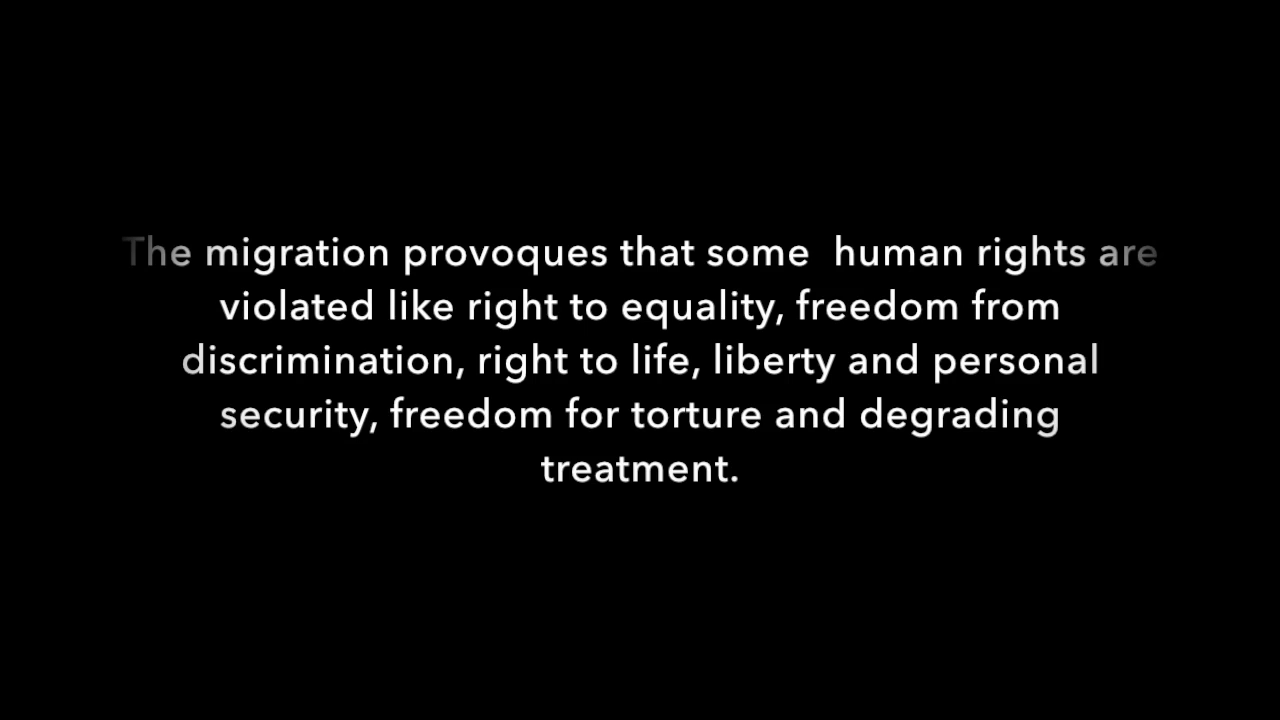 The migration provoques that some  human rights are
violated like right to equality, freedom from
discrimination, right to life, liberty and personal
security, freedom for torture and degrading
treatment.